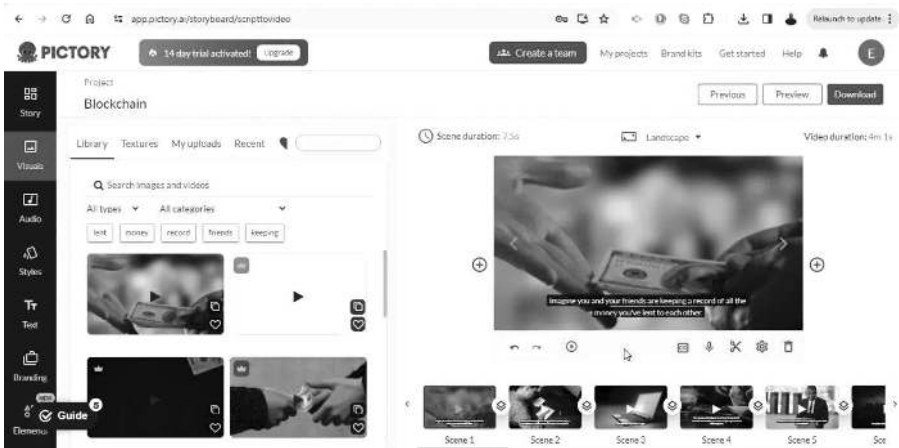 app.pictory.ai/storyboard/scripttovideo
Relaunch to update
PICTORY
14 day trial activated!
Upgrade
Create a team
My projects
Brand kits
Get started
Help
E
Story
Visuals
Audio
Styles
Text
Branding
Elements
Guide
5
Project
Blockchain
Previous
Preview
Download
Library
Textures
My uploads
Recent
Search images and videos
All types
All categories
lent
money
record
friends
keeping
Scene duration: 7.5s
Landscape
Video duration: 4m 1s
Imagine you and your friends are keeping a record of all the
money you've lent to each other.
Scene 1
Scene 2
Scene 3
Scene 4
Scene 5
Sce